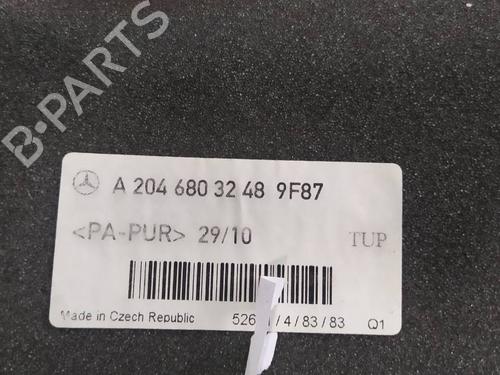 B-PARTS
A 204 680 32 48 9F87
<PA-PUR> 29/10
TUP
Made in Czech Republic
/ 4 / 83 / 83
Q1